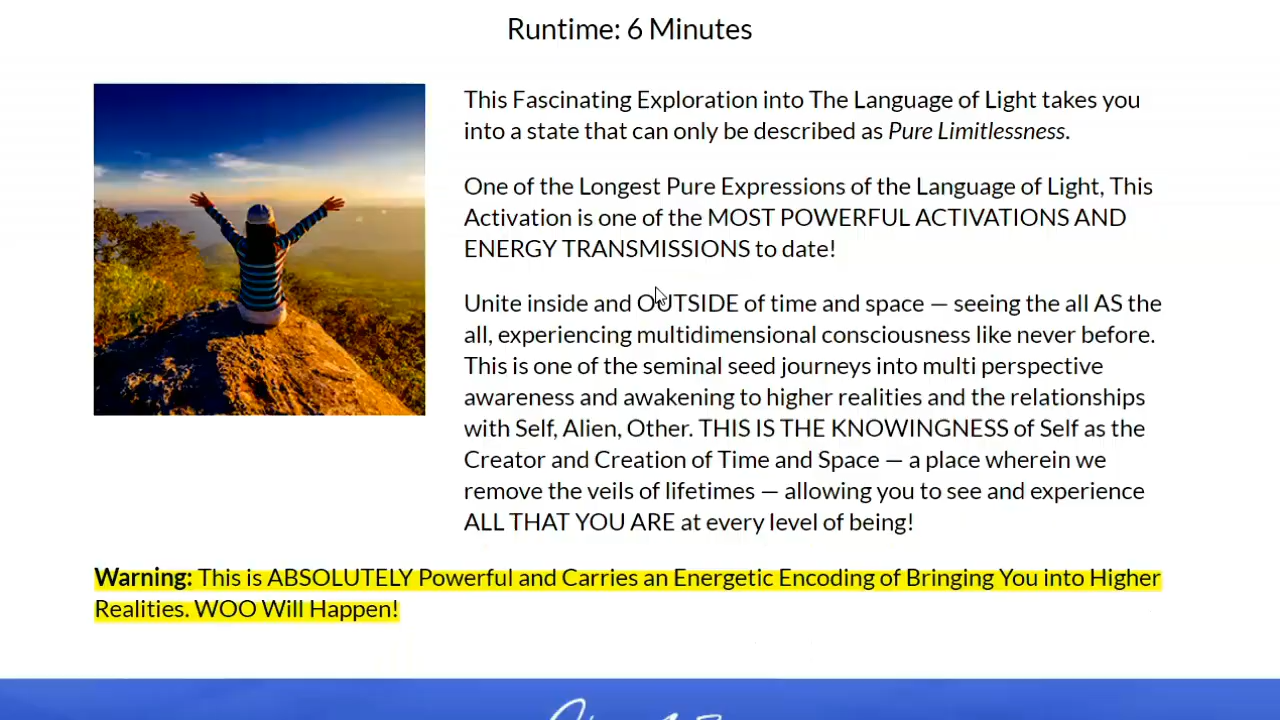 Runtime: 6 Minutes
This Fascinating Exploration into The Language of Light takes you
into a state that can only be described as Pure Limitlessness.
One of the Longest Pure Expressions of the Language of Light, This
Activation is one of the MOST POWERFUL ACTIVATIONS AND
ENERGY TRANSMISSIONS to date!
Unite inside and OUTSIDE of time and space — seeing the all AS the
all, experiencing multidimensional consciousness like never before.
This is one of the seminal seed journeys into multi perspective
awareness and awakening to higher realities and the relationships
with Self, Alien, Other. THIS IS THE KNOWINGNESS of Self as the
Creator and Creation of Time and Space — a place wherein we
remove the veils of lifetimes — allowing you to see and experience
ALL THAT YOU ARE at every level of being!
Warning: This is ABSOLUTELY Powerful and Carries an Energetic Encoding of Bringing You into Higher
Realities. WOO Will Happen!